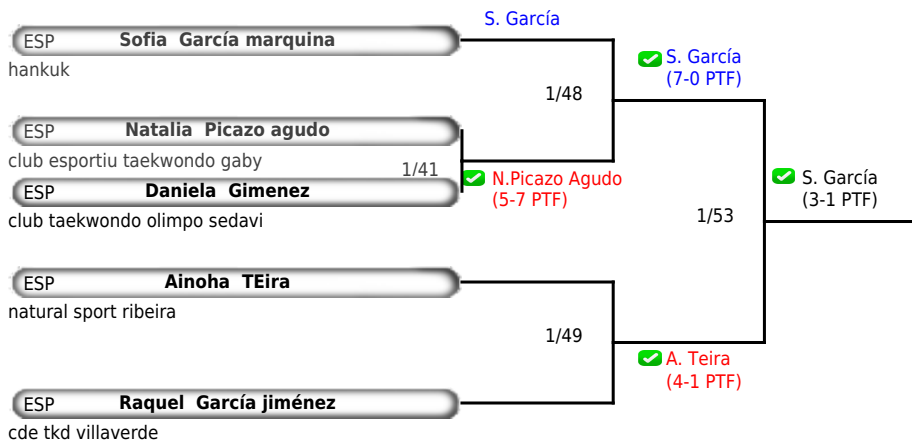 S. García
ESP Sofia García marquina
hankuk
S. García
(7-0 PTF)
1/48
ESP Natalia Picazo agudo
club esportiu taekwondo gaby
1/41
N.Picazo Agudo
(5-7 PTF)
ESP Daniela Gimenez
club taekwondo olimpo sedavi
S. García
(3-1 PTF)
1/53
ESP Ainoha TEira
natural sport ribeira
1/49
A. Teira
(4-1 PTF)
ESP Raquel García jiménez
cde tkd villaverde